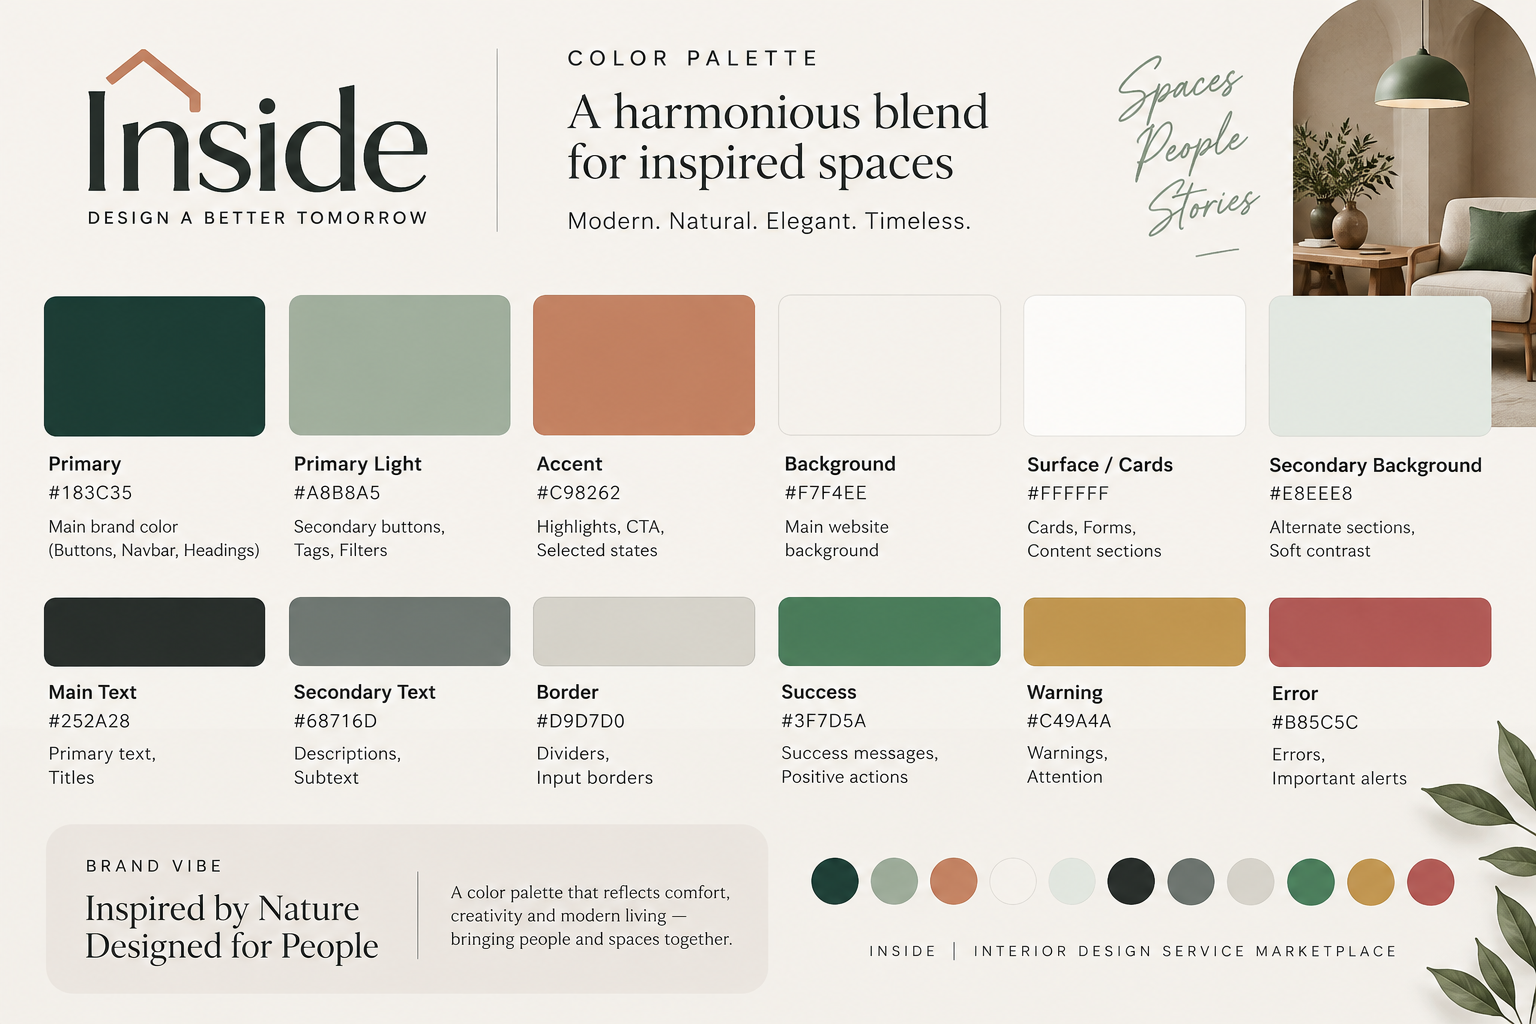 Inside
DESIGN A BETTER TOMORROW
COLOR PALETTE
A harmonious blend
for inspired spaces
Modern. Natural. Elegant. Timeless.
Spaces
People
Stories
Primary
#183C35
Main brand color
(Buttons, Navbar, Headings)
Primary Light
#A8B8A5
Secondary buttons,
Tags, Filters
Accent
#C98262
Highlights, CTA,
Selected states
Background
#F7F4EE
Main website
background
Surface / Cards
#FFFFFF
Cards, Forms,
Content sections
Secondary Background
#E8EEE8
Alternate sections,
Soft contrast
Main Text
#252A28
Primary text,
Titles
Secondary Text
#68716D
Descriptions,
Subtext
Border
#D9D7D0
Dividers,
Input borders
Success
#3F7D5A
Success messages,
Positive actions
Warning
#C49A4A
Warnings,
Attention
Error
#B85C5C
Errors,
Important alerts
BRAND VIBE
Inspired by Nature
Designed for People
A color palette that reflects comfort,
creativity and modern living —
bringing people and spaces together.
INSIDE | INTERIOR DESIGN SERVICE MARKETPLACE